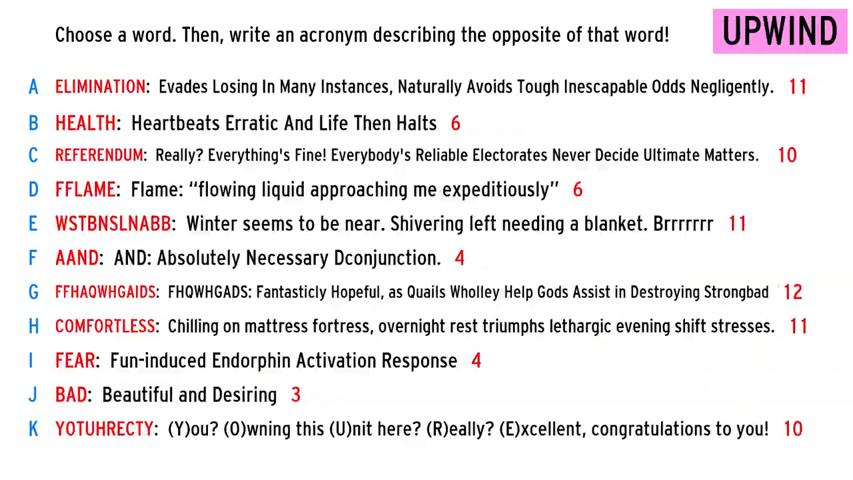 Choose a word. Then, write an acronym describing the opposite of that word! UPWIND
A ELIMINATION: Evades Losing In Many Instances, Naturally Avoids Tough Inescapable Odds Negligently. 11
B HEALTH: Heartbeats Erratic And Life Then Halts 6
C REFERENDUM: Really? Everything's Fine! Everybody's Reliable Electorates Never Decide Ultimate Matters. 10
D FFLAME: Flame: “flowing liquid approaching me expeditiously” 6
E WSTBNSLNABB: Winter seems to be near. Shivering left needing a blanket. Brrrrrrr 11
F AAND: AND: Absolutely Necessary Dconjunction. 4
G FFHAQWHGAIDS: FHQWHGADS: Fantasticly Hopeful, as Quails Wholley Help Gods Assist in Destroying Strongbad 12
H COMFORTLESS: Chilling on mattress fortress, overnight rest triumphs lethargic evening shift stresses. 11
I FEAR: Fun-induced Endorphin Activation Response 4
J BAD: Beautiful and Desiring 3
K YOTUHRECTY: (Y)ou? (O)wning this (U)nit here? (R)eally? (E)xcellent, congratulations to you! 10